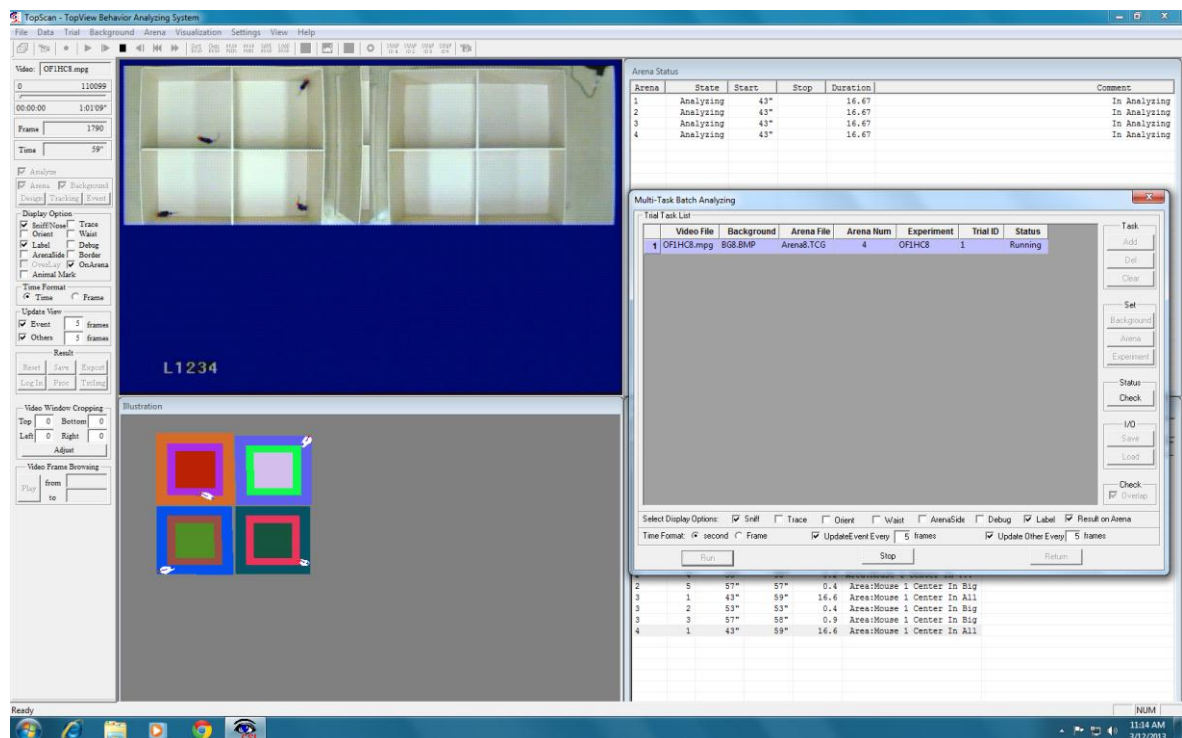 TopScan - TopView Behavior Analyzing System
File Data Trial Background Arena Visualization Settings View Help
Video: OF1HC8.mpg
0 110099
00:00:00 1:01'09"
Frame 1790
Time 59"
Analyze
Arena Background
Design Tracking Event
Display Option
Sniff/Nose Trace
Orient Waist
Label Debug
ArenaSide Border
OverLay OnArena
Animal Mark
Time Format
Time Frame
Update View
Event 5 frames
Others 5 frames
Result
Reset Save Export
Log In Proc TrcImg
Video Window Cropping
Top 0 Bottom 0
Left 0 Right 0
Adjust
Video Frame Browsing
Play from
to
L1234
Illustration
Arena Status
Arena State Start Stop Duration Comment
1 Analyzing 43" 16.67 In Analyzing
2 Analyzing 43" 16.67 In Analyzing
3 Analyzing 43" 16.67 In Analyzing
4 Analyzing 43" 16.67 In Analyzing
Multi-Task Batch Analyzing
Trial Task List
Video File Background Arena File Arena Num Experiment Trial ID Status
1 OF1HC8.mpg BG8.BMP Arena8.TCG 4 OF1HC8 1 Running
Task
Add
Del
Clear
Set
Background
Arena
Experiment
Status
Check
I/O
Save
Load
Check
Overlap
Select Display Options: Sniff Trace Orient Waist ArenaSide Debug Label Result on Arena
Time Format: second Frame UpdateEvent Every 5 frames Update Other Every 5 frames
Run Stop Return
2 5 57" 57" 0.4 Area:Mouse 1 Center In Big
3 1 43" 59" 16.6 Area:Mouse 1 Center In All
3 2 53" 53" 0.4 Area:Mouse 1 Center In Big
3 3 57" 58" 0.9 Area:Mouse 1 Center In Big
4 1 43" 59" 16.6 Area:Mouse 1 Center In All
Ready NUM
11:14 AM
3/12/2013